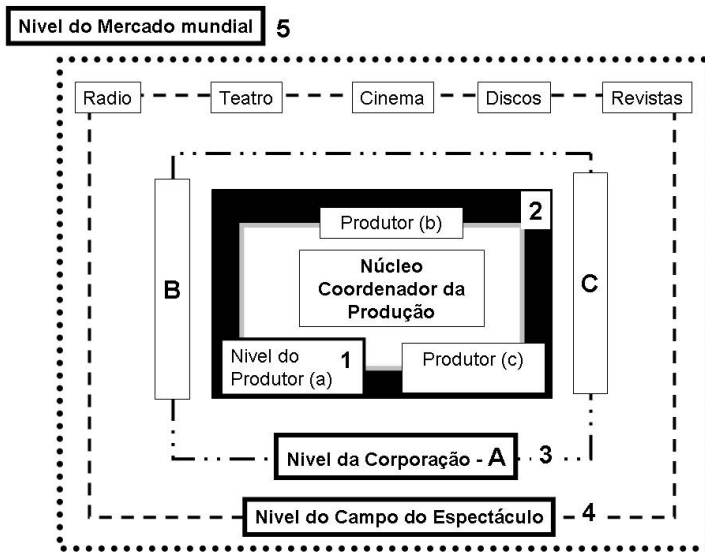 Nivel do Mercado mundial 5
Radio
Teatro
Cinema
Discos
Revistas
2
Produtor (b)
B
Núcleo
Coordenador da
Produção
C
Nivel do 1
Produtor (a)
Produtor (c)
Nivel da Corporação - A 3
Nivel do Campo do Espectáculo 4